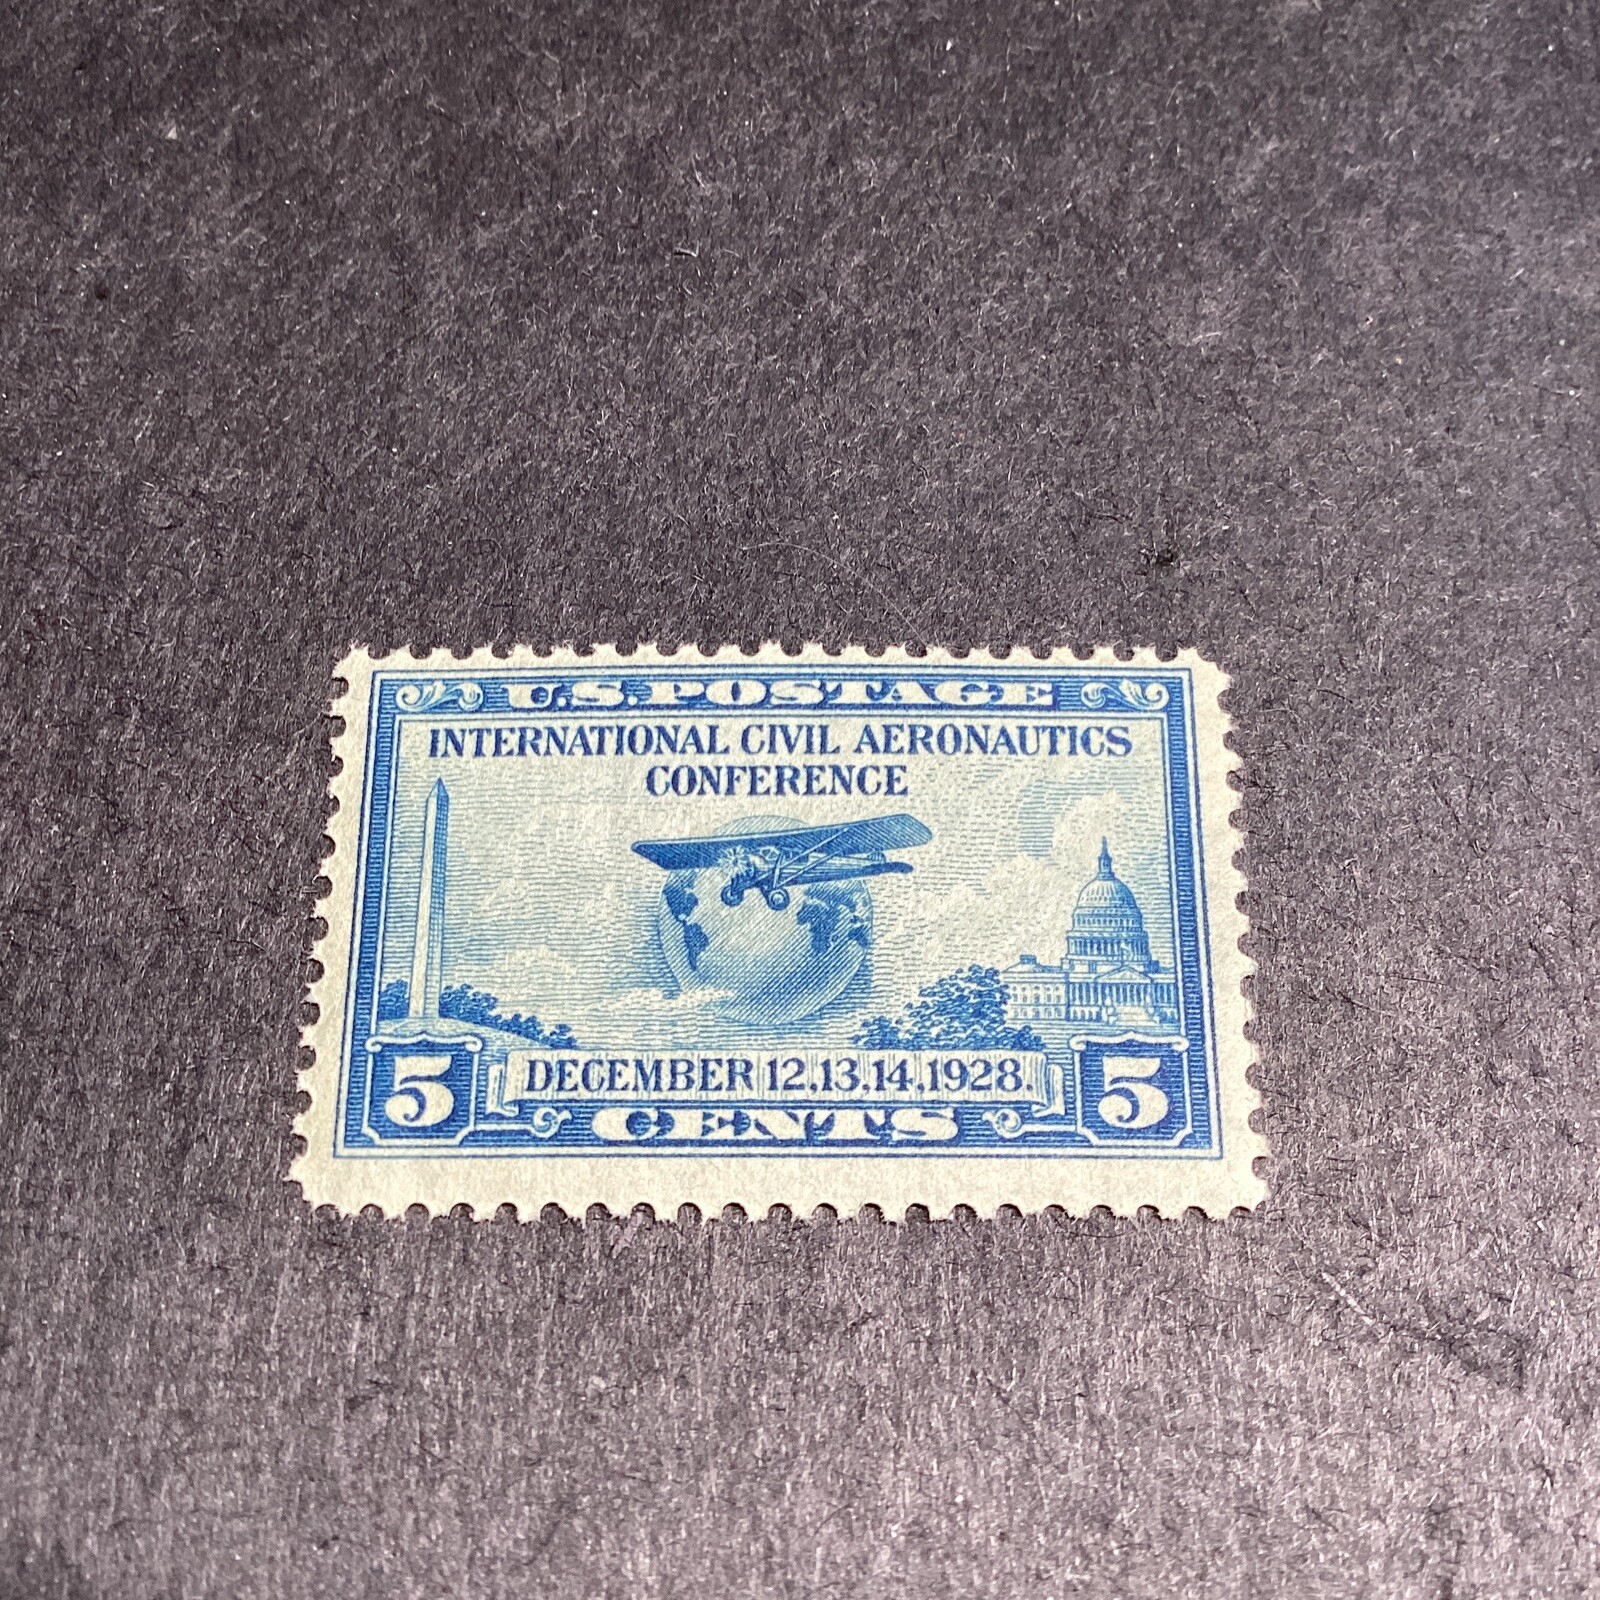 U.S. POSTAGE
INTERNATIONAL CIVIL AERONAUTICS
CONFERENCE
5 DECEMBER 12,13,14,1928. 5
CENTS